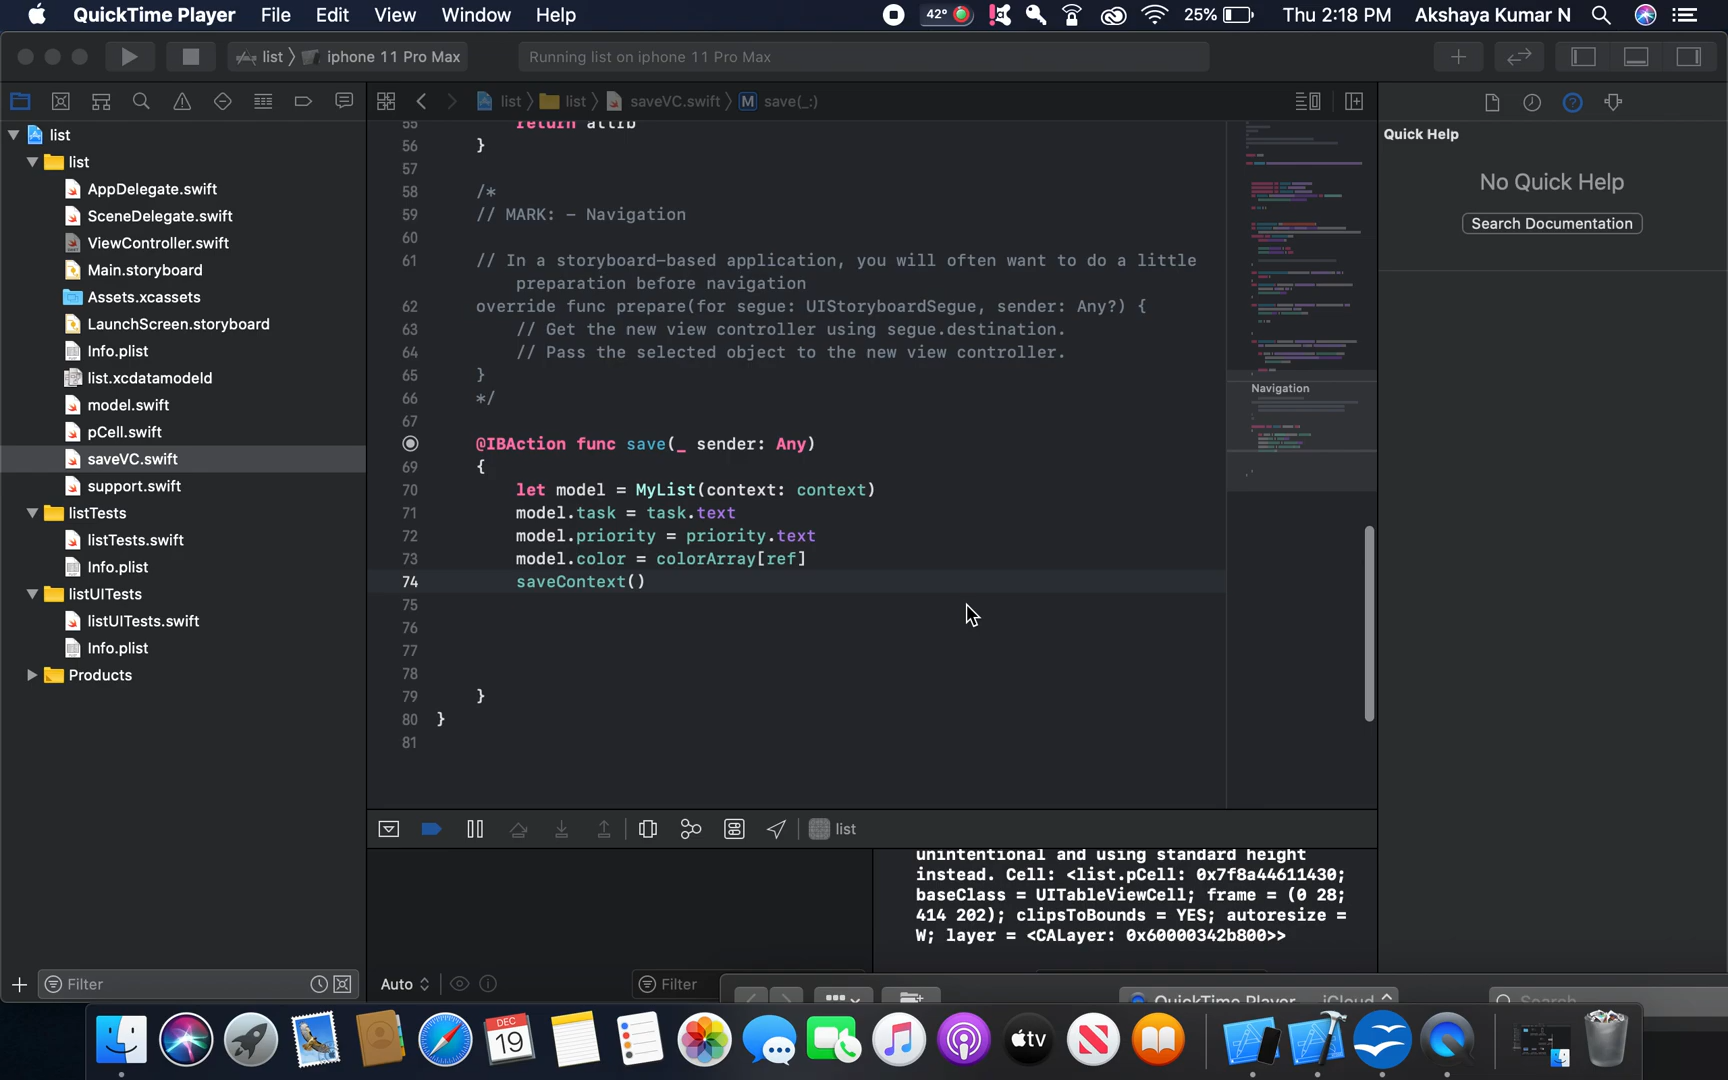 QuickTime Player File Edit View Window Help 42° 25% Thu 2:18 PM Akshaya Kumar N
list 〉 iphone 11 Pro Max Running list on iphone 11 Pro Max
list 〉 list 〉 saveVC.swift 〉 M save(_:)
Quick Help
No Quick Help
Search Documentation
list
list
AppDelegate.swift
SceneDelegate.swift
ViewController.swift
Main.storyboard
Assets.xcassets
LaunchScreen.storyboard
Info.plist
list.xcdatamodeld
model.swift
pCell.swift
saveVC.swift
support.swift
listTests
listTests.swift
Info.plist
listUITests
listUITests.swift
Info.plist
Products
55 return attrb
56 }
57
58 /*
59 // MARK: - Navigation
60
61 // In a storyboard-based application, you will often want to do a little
preparation before navigation
62 override func prepare(for segue: UIStoryboardSegue, sender: Any?) {
63 // Get the new view controller using segue.destination.
64 // Pass the selected object to the new view controller.
65 }
66 */
67
@IBAction func save(_ sender: Any)
69 {
70 let model = MyList(context: context)
71 model.task = task.text
72 model.priority = priority.text
73 model.color = colorArray[ref]
74 saveContext()
75
76
77
78
79 }
80 }
81
Navigation
list
unintentional and using standard height
instead. Cell: <list.pCell: 0x7f8a44611430;
baseClass = UITableViewCell; frame = (0 28;
414 202); clipsToBounds = YES; autoresize =
W; layer = <CALayer: 0x60000342b800>>
Filter Auto Filter
QuickTime Player — iCloud Search
DEC
19
tv